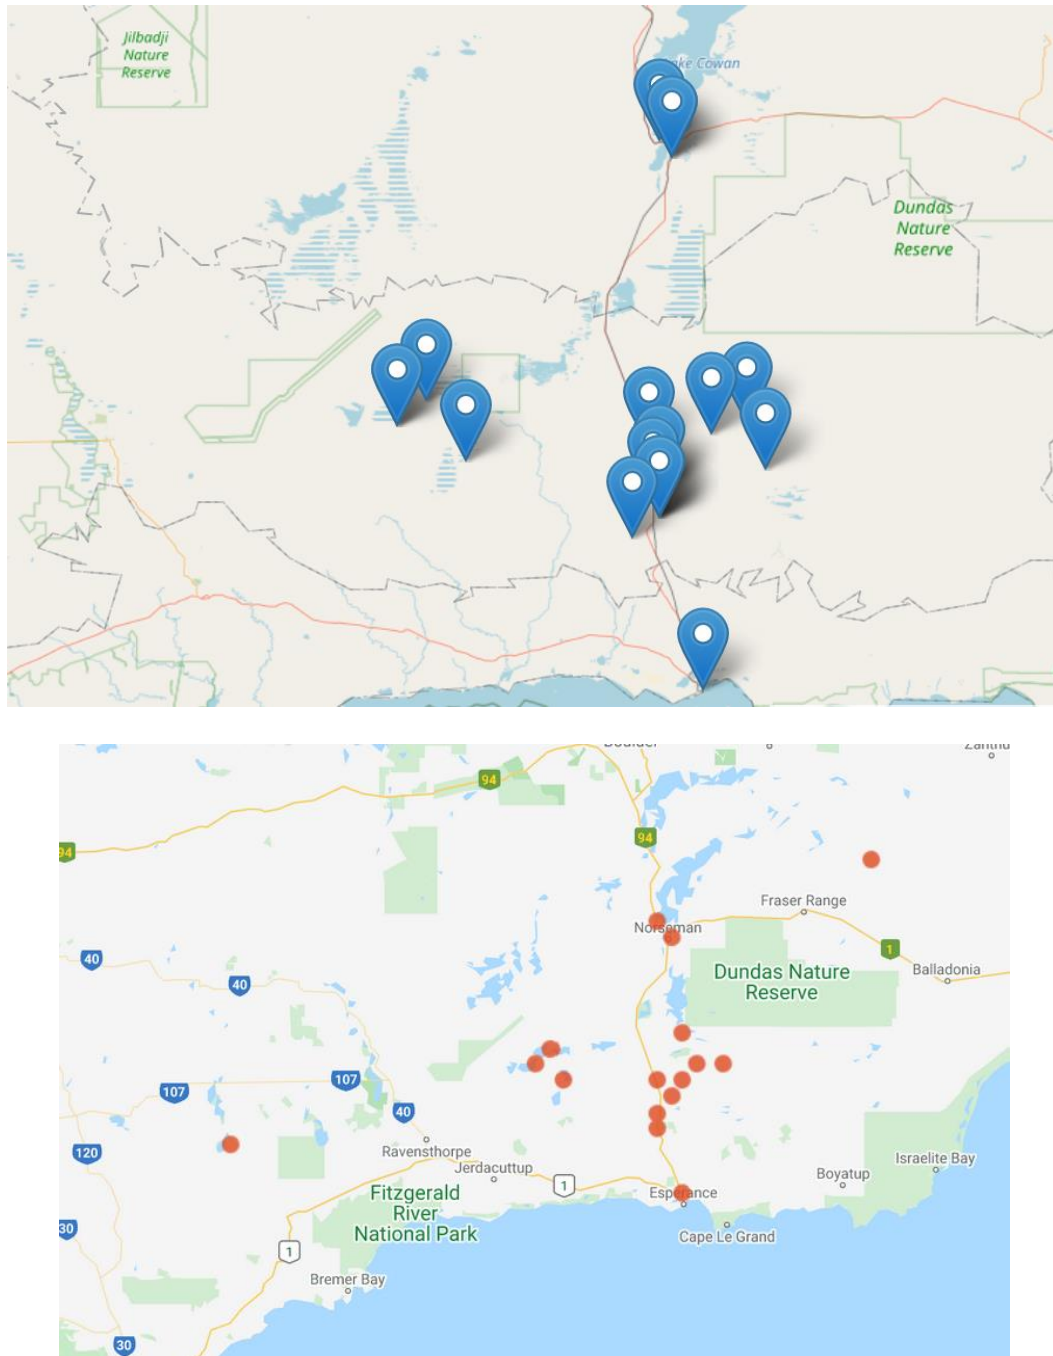 Jilbadji
Nature
Reserve
Lake Cowan
Dundas
Nature
Reserve
Boulder
Zanthu
94
94
94
Fraser Range
Norseman
1
40
40
Dundas Nature
Reserve
Balladonia
107
107
40
120
Ravensthorpe
Jerdacuttup
1
Israelite Bay
Boyatup
Fitzgerald
River
National Park
Esperance
30
Cape Le Grand
1
Bremer Bay
30